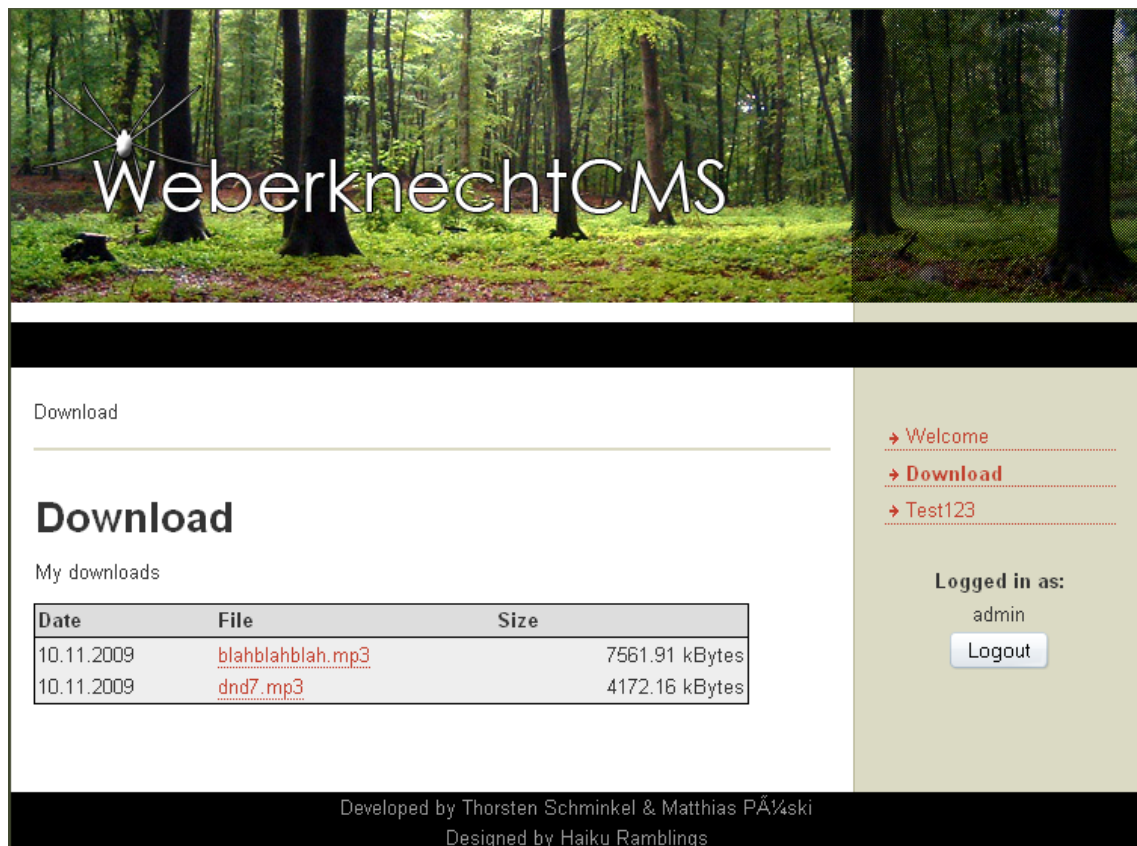 WeberknechtCMS
Download
Download
My downloads
Date File Size
10.11.2009 blahblahblah.mp3 7561.91 kBytes
10.11.2009 dnd7.mp3 4172.16 kBytes
Welcome
Download
Test123
Logged in as:
admin
Logout
Developed by Thorsten Schminkel & Matthias PÃ¼ski
Designed by Haiku Ramblings